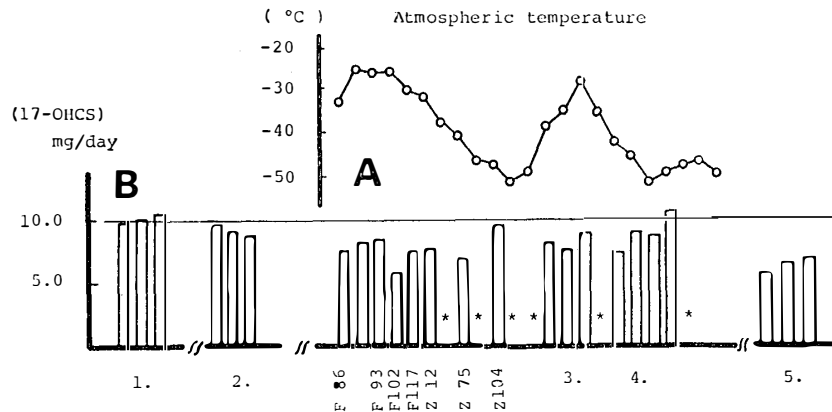 ( °C) Atmospheric temperature
-20
-30
-40
-50
A
(17-OHCS)
mg/day
B
10.0
5.0
* * * * * *
1. 2. 3. 4. 5.
F 86
F 93
F102
F117
Z 12
Z 75
Z104